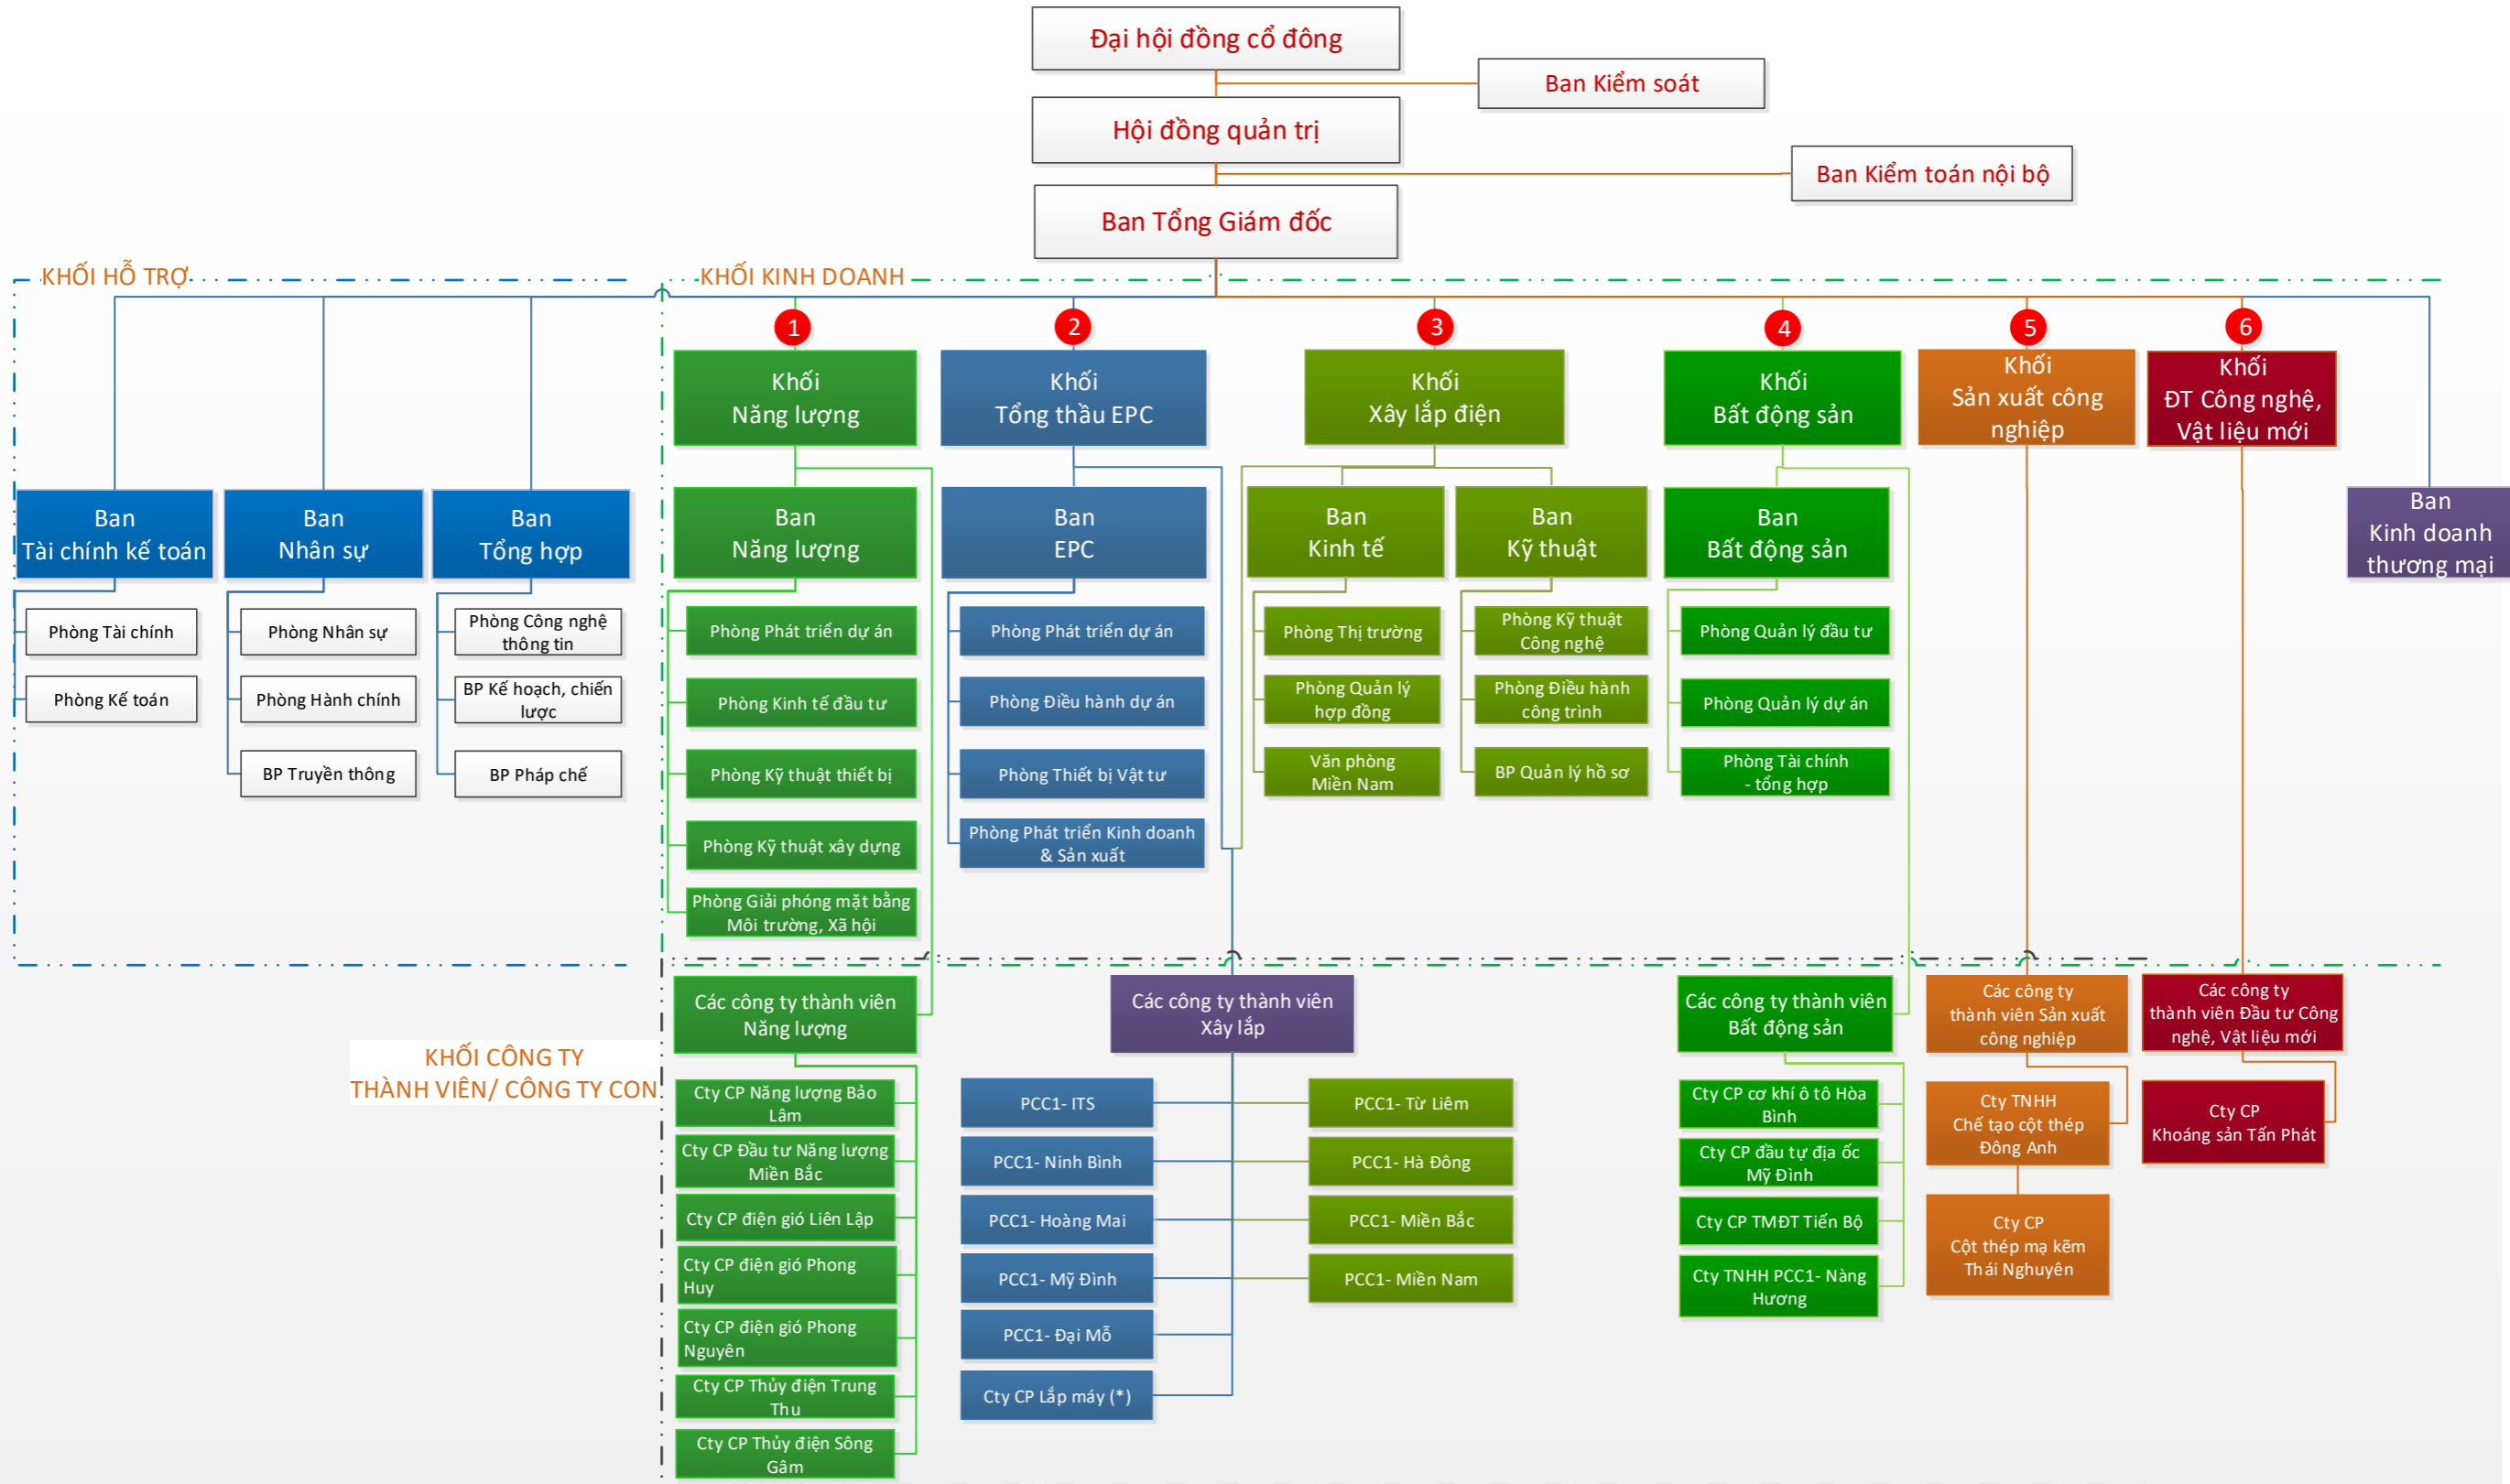 Đại hội đồng cổ đông
Ban Kiểm soát
Hội đồng quản trị
Ban Kiểm toán nội bộ
Ban Tổng Giám đốc
KHỐI HỖ TRỢ
KHỐI KINH DOANH
1
2
3
4
5
6
Khối
Năng lượng
Khối
Tổng thầu EPC
Khối
Xây lắp điện
Khối
Bất động sản
Khối
Sản xuất công
nghiệp
Khối
ĐT Công nghệ,
Vật liệu mới
Ban
Tài chính kế toán
Ban
Nhân sự
Ban
Tổng hợp
Ban
Năng lượng
Ban
EPC
Ban
Kinh tế
Ban
Kỹ thuật
Ban
Bất động sản
Ban
Kinh doanh
thương mại
Phòng Tài chính
Phòng Kế toán
Phòng Nhân sự
Phòng Hành chính
BP Truyền thông
Phòng Công nghệ
thông tin
BP Kế hoạch, chiến
lược
BP Pháp chế
Phòng Phát triển dự án
Phòng Kinh tế đầu tư
Phòng Kỹ thuật thiết bị
Phòng Kỹ thuật xây dựng
Phòng Giải phóng mặt bằng
Môi trường, Xã hội
Phòng Phát triển dự án
Phòng Điều hành dự án
Phòng Thiết bị Vật tư
Phòng Phát triển Kinh doanh
& Sản xuất
Phòng Thị trường
Phòng Quản lý
hợp đồng
Văn phòng
Miền Nam
Phòng Kỹ thuật
Công nghệ
Phòng Điều hành
công trình
BP Quản lý hồ sơ
Phòng Quản lý đầu tư
Phòng Quản lý dự án
Phòng Tài chính
- tổng hợp
KHỐI CÔNG TY
THÀNH VIÊN/ CÔNG TY CON
Các công ty thành viên
Năng lượng
Các công ty thành viên
Xây lắp
Các công ty thành viên
Bất động sản
Các công ty
thành viên Sản xuất
công nghiệp
Các công ty
thành viên Đầu tư Công
nghệ, Vật liệu mới
Cty CP Năng lượng Bảo
Lâm
Cty CP Đầu tư Năng lượng
Miền Bắc
Cty CP điện gió Liên Lập
Cty CP điện gió Phong
Huy
Cty CP điện gió Phong
Nguyên
Cty CP Thủy điện Trung
Thu
Cty CP Thủy điện Sông
Gâm
PCC1- ITS
PCC1- Ninh Bình
PCC1- Hoàng Mai
PCC1- Mỹ Đình
PCC1- Đại Mỗ
Cty CP Lắp máy (*)
PCC1- Từ Liêm
PCC1- Hà Đông
PCC1- Miền Bắc
PCC1- Miền Nam
Cty CP cơ khí ô tô Hòa
Bình
Cty CP đầu tự địa ốc
Mỹ Đình
Cty CP TMĐT Tiến Bộ
Cty TNHH PCC1- Nàng
Hương
Cty TNHH
Chế tạo cột thép
Đông Anh
Cty CP
Cột thép mạ kẽm
Thái Nghuyên
Cty CP
Khoáng sản Tấn Phát